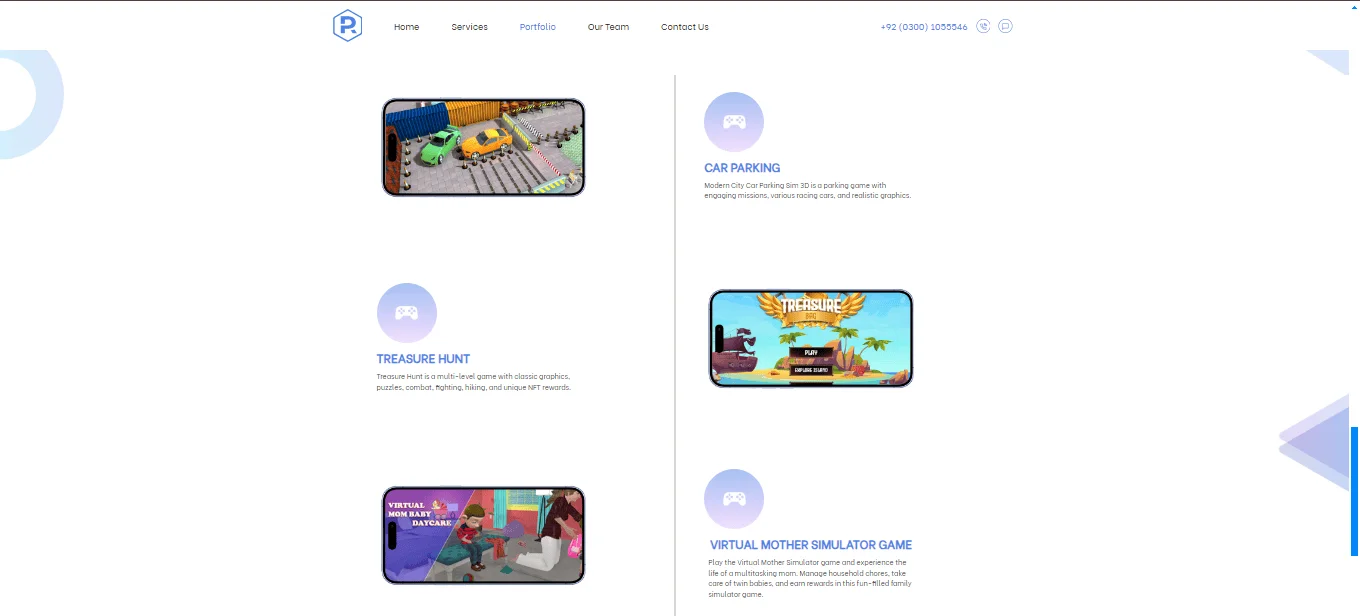 Home Services Portfolio Our Team Contact Us +92 (0300) 1055546
CAR PARKING
Modern City Car Parking Sim 3D is a parking game with
engaging missions, various racing cars, and realistic graphics.
TREASURE HUNT
Treasure Hunt is a multi-level game with classic graphics,
puzzles, combat, fighting, hiking, and unique NFT rewards.
TREASURE
PLAY
EXPLORE ISLAND
VIRTUAL
MOM BABY
DAYCARE
VIRTUAL MOTHER SIMULATOR GAME
Play the Virtual Mother Simulator game and experience the
life of a multitasking mom. Manage household chores, take
care of twin babies, and earn rewards in this fun-filled family
simulator game.